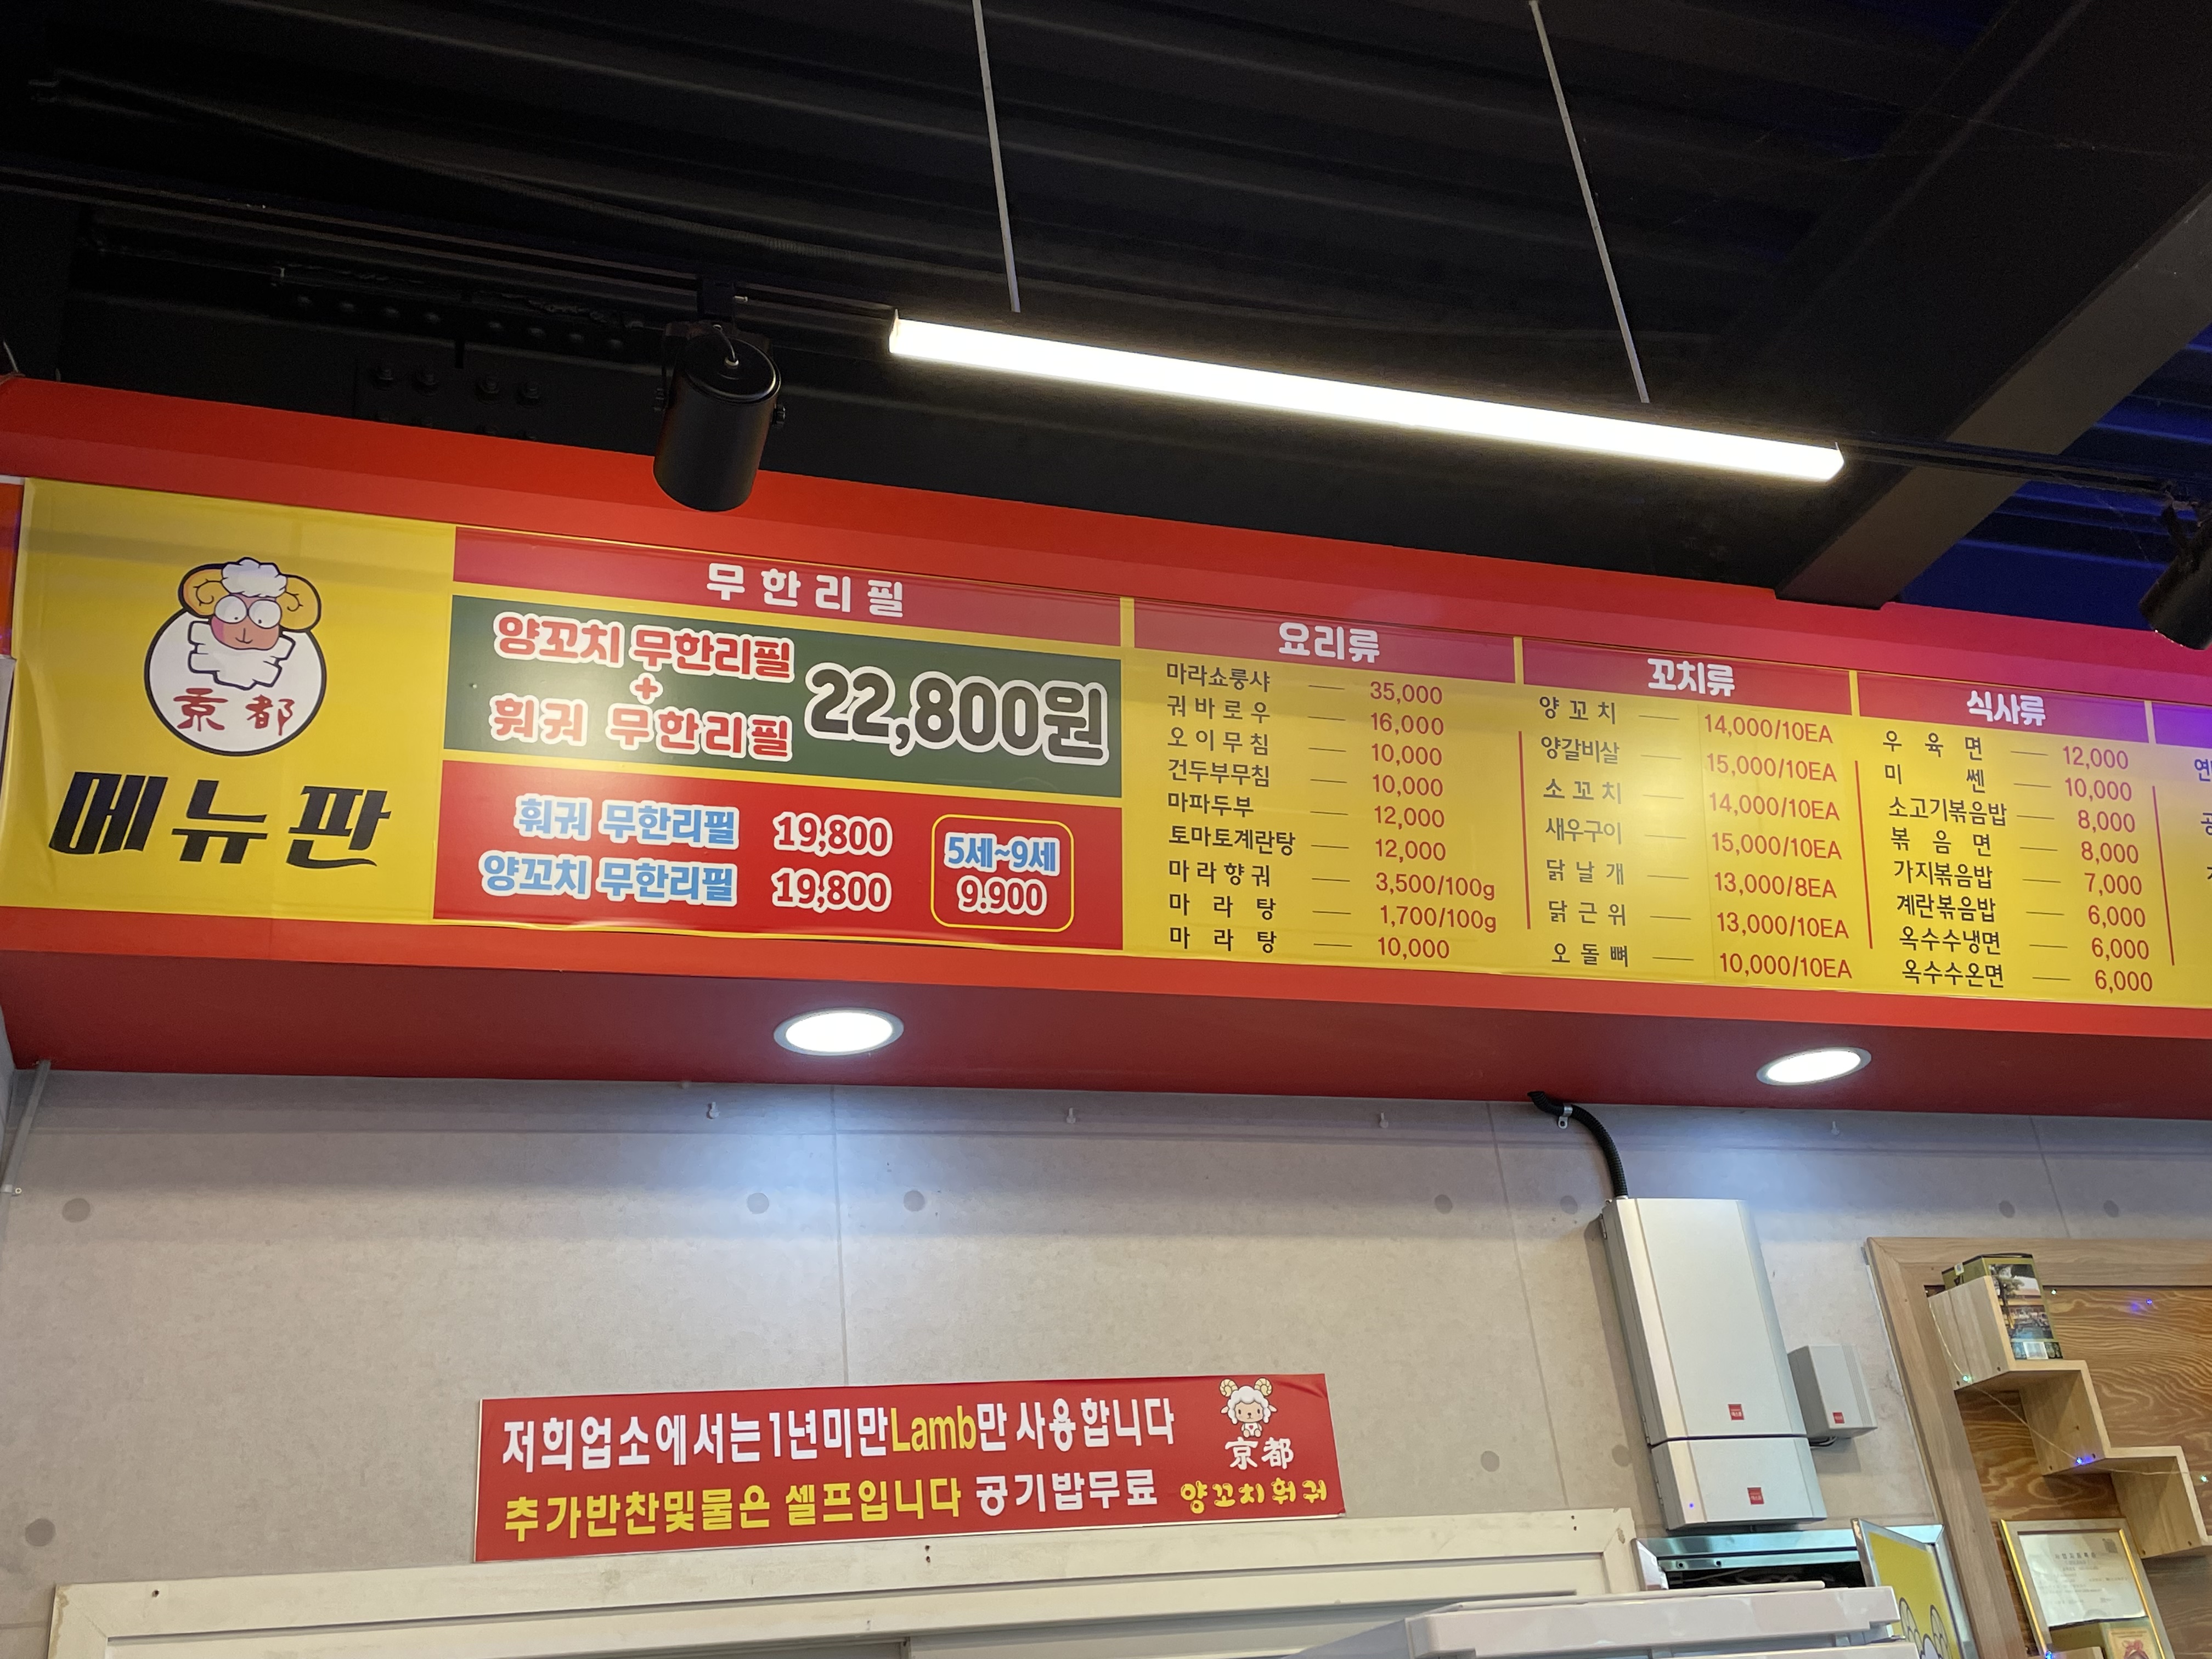 京都
메뉴판
무한리필
양꼬치 무한리필
+
훠궈 무한리필
22,800원
훠궈 무한리필 19,800
양꼬치 무한리필 19,800
5세~9세
9.900
요리류
마라쇼룽샤 35,000
궈바로우 16,000
오이무침 10,000
건두부무침 10,000
마파두부 12,000
토마토계란탕 12,000
마라향궈 3,500/100g
마라탕 1,700/100g
마라탕 10,000
꼬치류
양꼬치 14,000/10EA
양갈비살 15,000/10EA
소꼬치 14,000/10EA
새우구이 15,000/10EA
닭날개 13,000/8EA
닭근위 13,000/10EA
오돌뼈 10,000/10EA
식사류
우육면 12,000
미쎈 10,000
소고기볶음밥 8,000
볶음면 8,000
가지볶음밥 7,000
계란볶음밥 6,000
옥수수냉면 6,000
옥수수온면 6,000
저희업소에서는1년미만Lamb만 사용합니다
추가반찬및물은 셀프입니다 공기밥무료
京都
양꼬치훠궈